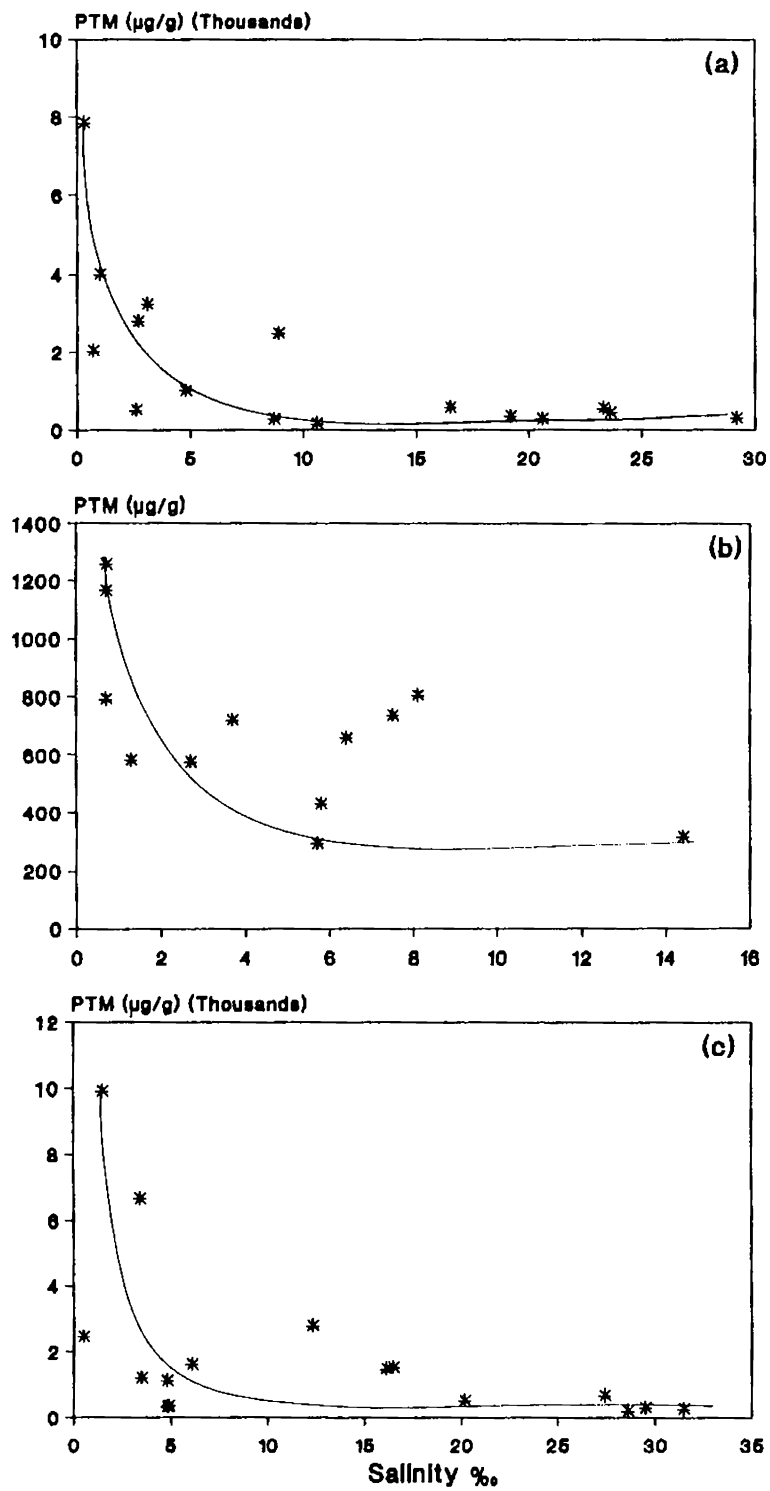 PTM (µg/g) (Thousands)
(a)
10
8
6
4
2
0
0 5 10 15 20 25 30
PTM (µg/g)
(b)
1400
1200
1000
800
600
400
200
0
0 2 4 6 8 10 12 14 16
PTM (µg/g) (Thousands)
(c)
12
10
8
6
4
2
0
0 5 10 15 20 25 30 35
Salinity ‰